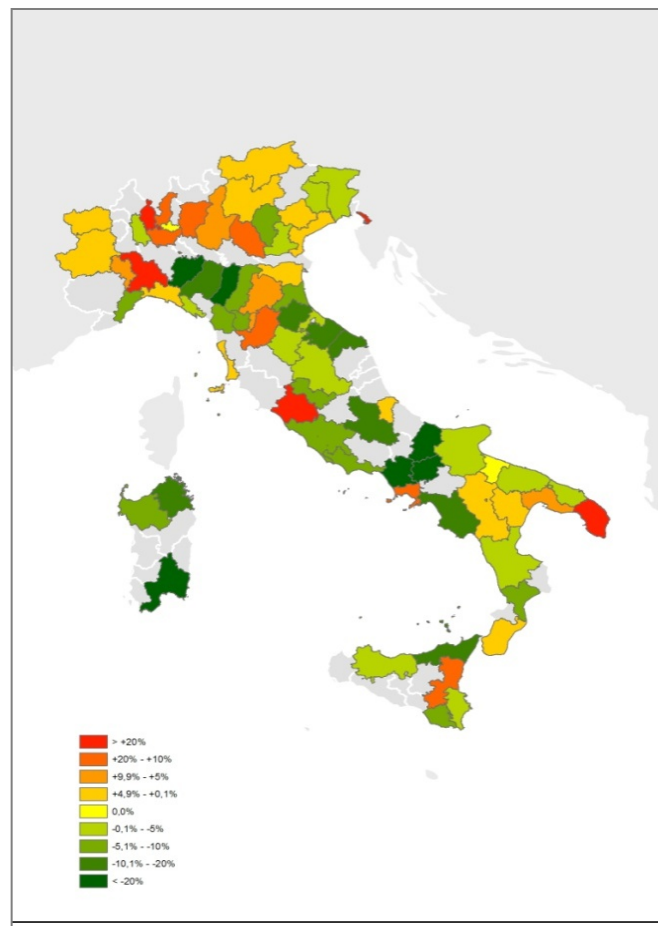 > +20%
+20% - +10%
+9,9% - +5%
+4,9% - +0,1%
0,0%
-0,1% - -5%
-5,1% - -10%
-10,1% - -20%
< -20%